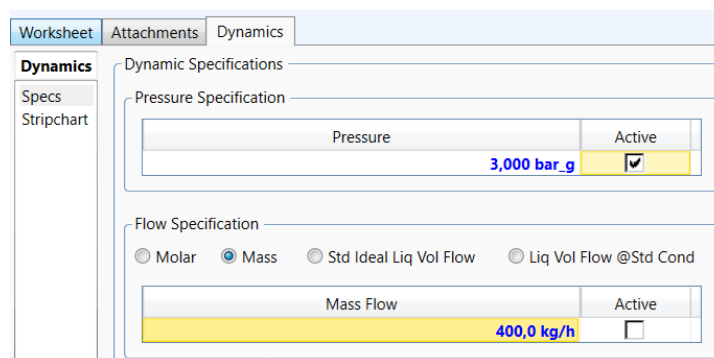 Worksheet Attachments Dynamics
Dynamics
Specs
Stripchart
Dynamic Specifications
Pressure Specification
Pressure Active
3,000 bar_g
Flow Specification
Molar Mass Std Ideal Liq Vol Flow Liq Vol Flow @Std Cond
Mass Flow Active
400,0 kg/h